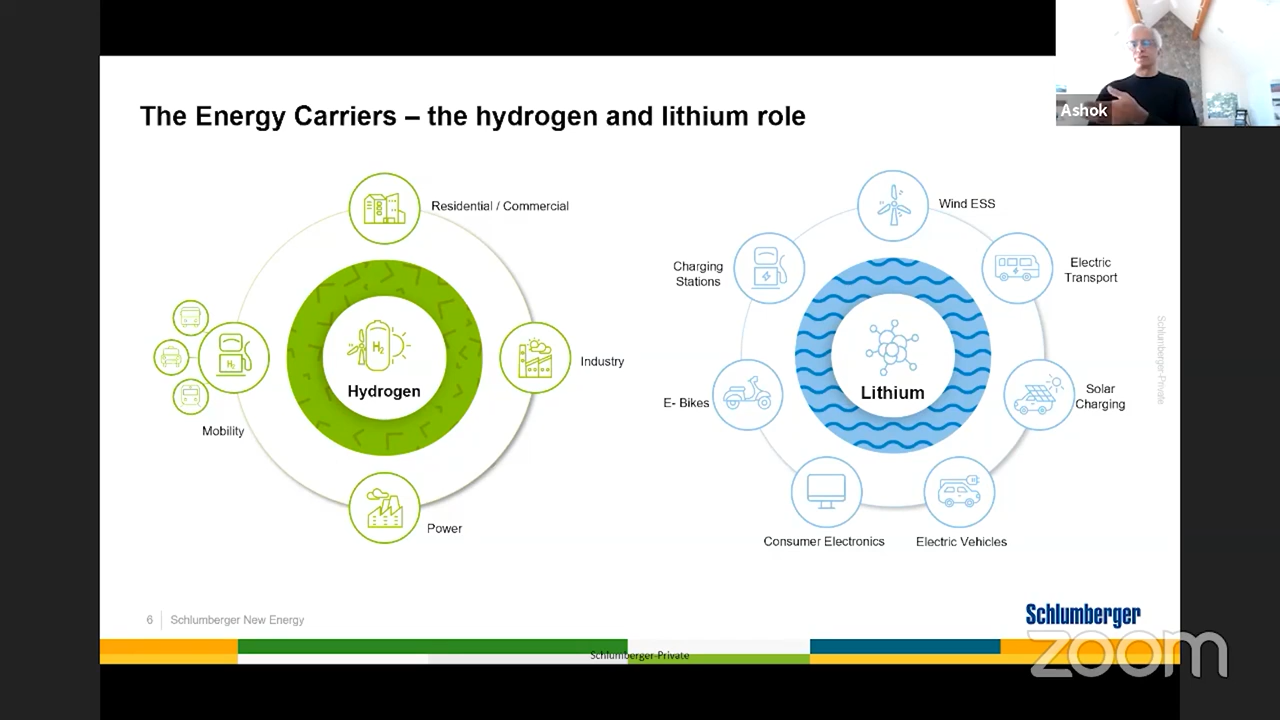 Ashok
The Energy Carriers – the hydrogen and lithium role
Residential / Commercial
H2
Hydrogen
H2
Industry
Mobility
Power
Wind ESS
Charging
Stations
Electric
Transport
Lithium
E- Bikes
Solar
Charging
Consumer Electronics
Electric Vehicles
Schlumberger-Private
6
Schlumberger New Energy
Schlumberger
Schlumberger-Private
zoom